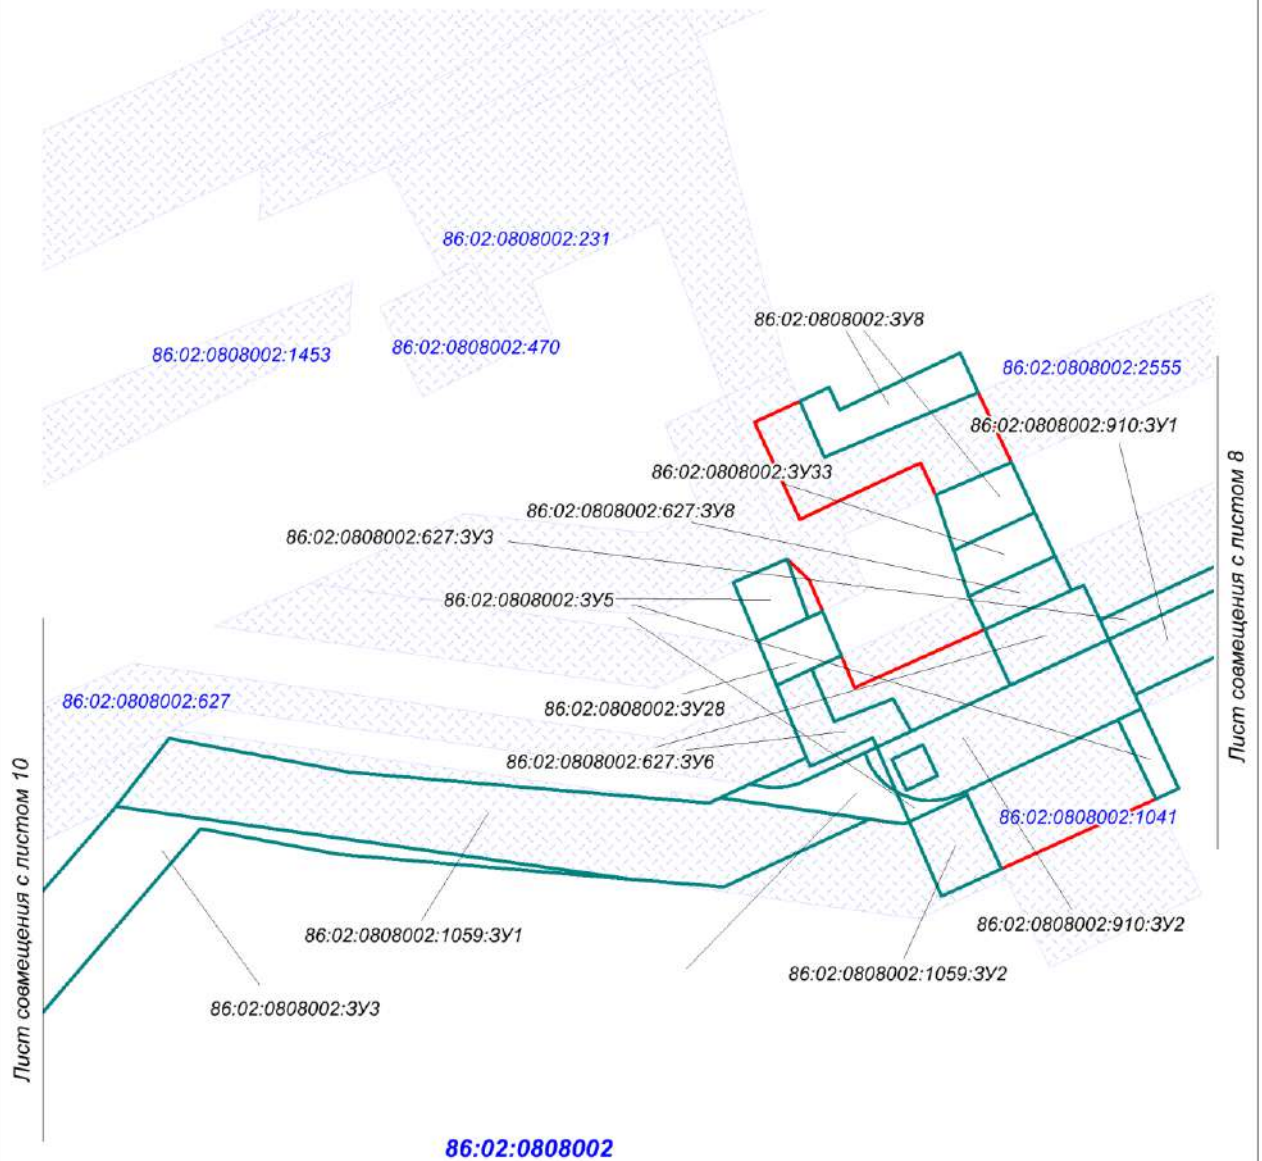 86:02:0808002:231
86:02:0808002:ЗУ8
86:02:0808002:1453
86:02:0808002:470
86:02:0808002:2555
86:02:0808002:910:ЗУ1
86:02:0808002:ЗУ33
86:02:0808002:627:ЗУ8
86:02:0808002:627:ЗУ3
Лист совмещения с листом 8
86:02:0808002:ЗУ5
86:02:0808002:627
86:02:0808002:ЗУ28
86:02:0808002:627:ЗУ6
Лист совмещения с листом 10
86:02:0808002:1041
86:02:0808002:1059:ЗУ1
86:02:0808002:910:ЗУ2
86:02:0808002:1059:ЗУ2
86:02:0808002:ЗУ3
86:02:0808002